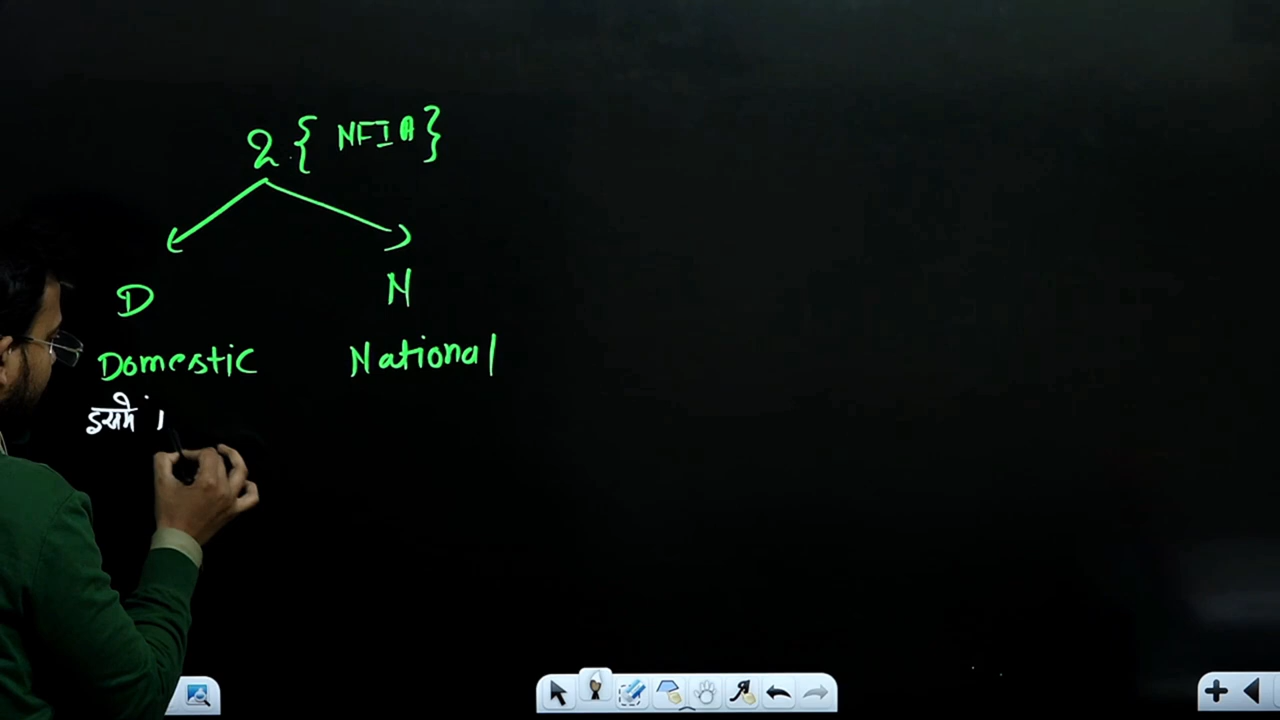 2 { NFIA }
D N
Domestic National
इसमें